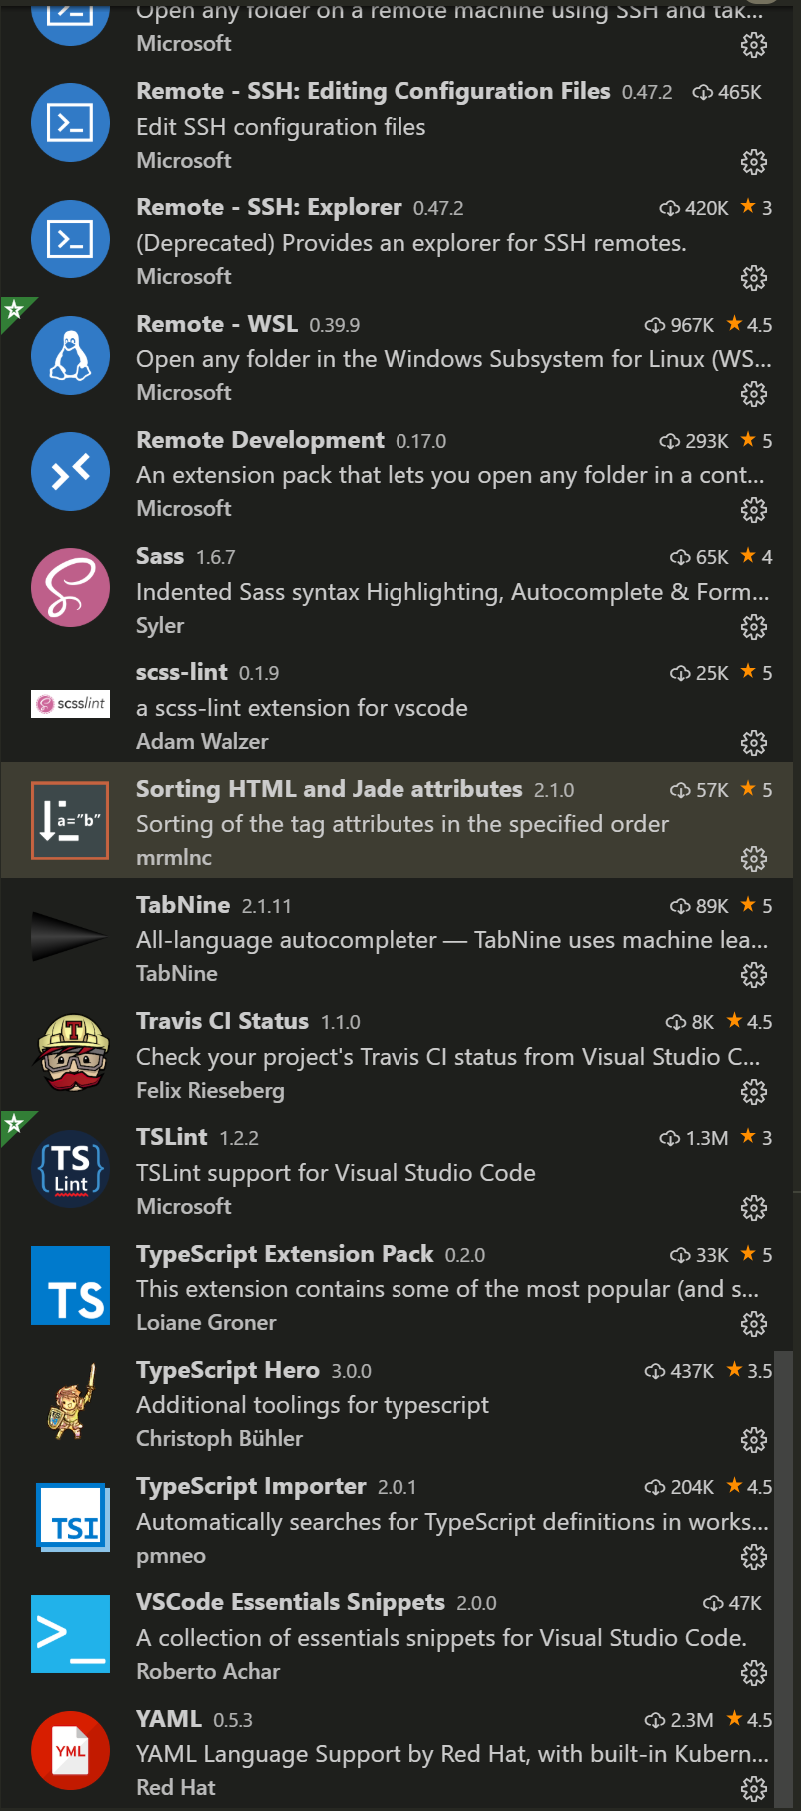 Open any folder on a remote machine using SSH and tak...
Microsoft
Remote - SSH: Editing Configuration Files 0.47.2 465K
Edit SSH configuration files
Microsoft
Remote - SSH: Explorer 0.47.2 420K 3
(Deprecated) Provides an explorer for SSH remotes.
Microsoft
Remote - WSL 0.39.9 967K 4.5
Open any folder in the Windows Subsystem for Linux (WS...
Microsoft
Remote Development 0.17.0 293K 5
An extension pack that lets you open any folder in a cont...
Microsoft
Sass 1.6.7 65K 4
Indented Sass syntax Highlighting, Autocomplete & Form...
Syler
scss-lint 0.1.9 25K 5
scsslint
a scss-lint extension for vscode
Adam Walzer
Sorting HTML and Jade attributes 2.1.0 57K 5
a="b"
Sorting of the tag attributes in the specified order
mrmlnc
TabNine 2.1.11 89K 5
All-language autocompleter — TabNine uses machine lea...
TabNine
Travis CI Status 1.1.0 8K 4.5
T
Check your project's Travis CI status from Visual Studio C...
Felix Rieseberg
TSLint 1.2.2 1.3M 3
{TS
Lint}
TSLint support for Visual Studio Code
Microsoft
TypeScript Extension Pack 0.2.0 33K 5
TS
This extension contains some of the most popular (and s...
Loiane Groner
TypeScript Hero 3.0.0 437K 3.5
Additional toolings for typescript
Christoph Bühler
TypeScript Importer 2.0.1 204K 4.5
TSI
Automatically searches for TypeScript definitions in works...
pmneo
VSCode Essentials Snippets 2.0.0 47K
>_
A collection of essentials snippets for Visual Studio Code.
Roberto Achar
YAML 0.5.3 2.3M 4.5
YML
YAML Language Support by Red Hat, with built-in Kubern...
Red Hat